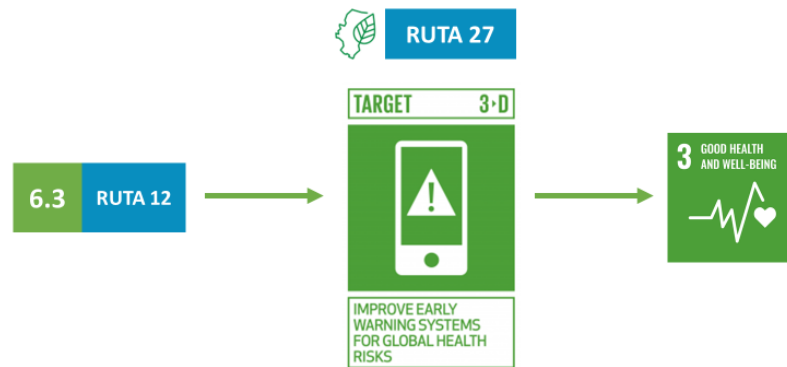 RUTA 27
TARGET 3▸D
6.3 RUTA 12
3 GOOD HEALTH
AND WELL-BEING
IMPROVE EARLY
WARNING SYSTEMS
FOR GLOBAL HEALTH
RISKS